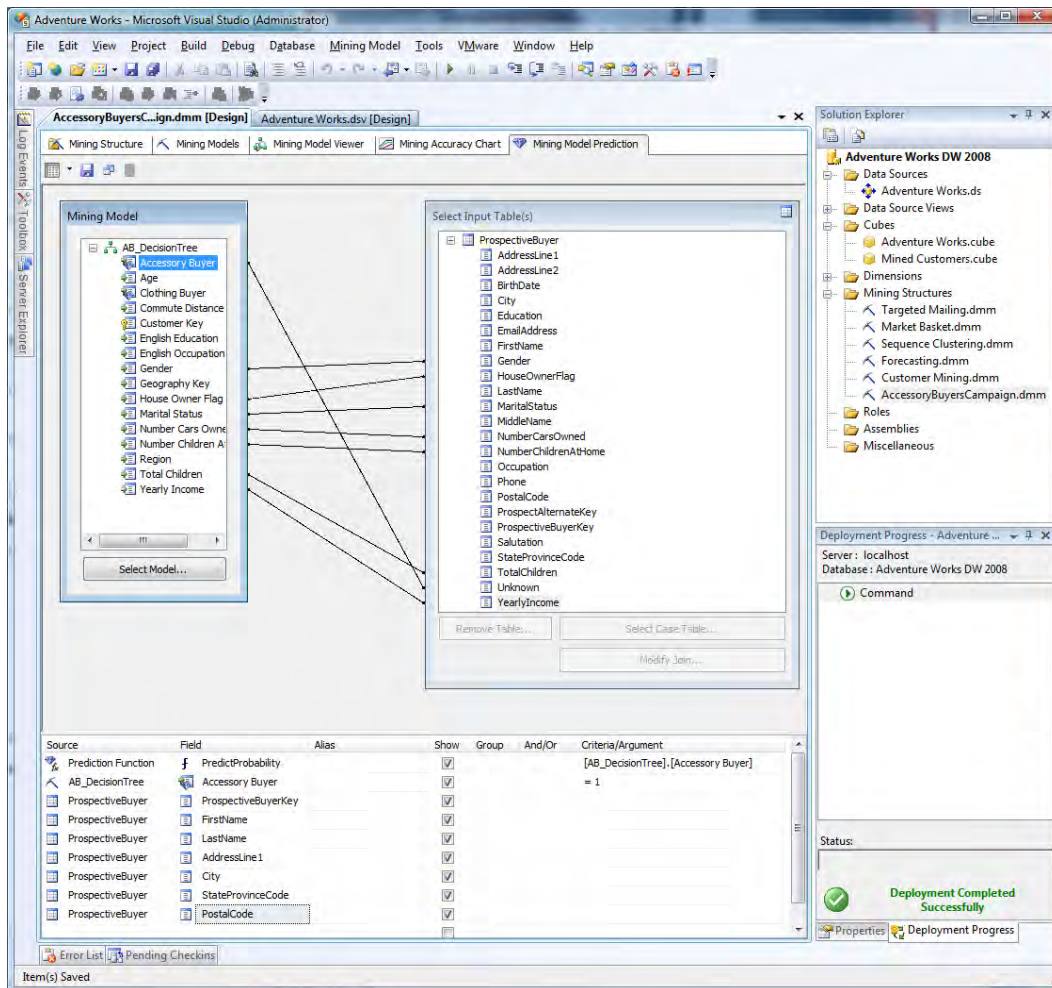 Adventure Works - Microsoft Visual Studio (Administrator)
File Edit View Project Build Debug Database Mining Model Tools VMware Window Help
AccessoryBuyersC...ign.dmm [Design] Adventure Works.dsv [Design]
Mining Structure Mining Models Mining Model Viewer Mining Accuracy Chart Mining Model Prediction
Log Events
Toolbox
Server Explorer
Mining Model
AB_DecisionTree
Accessory Buyer
Age
Clothing Buyer
Commute Distance
Customer Key
English Education
English Occupation
Gender
Geography Key
House Owner Flag
Marital Status
Number Cars Owne
Number Children A
Region
Total Children
Yearly Income
Select Model...
Select Input Table(s)
ProspectiveBuyer
AddressLine1
AddressLine2
BirthDate
City
Education
EmailAddress
FirstName
Gender
HouseOwnerFlag
LastName
MaritalStatus
MiddleName
NumberCarsOwned
NumberChildrenAtHome
Occupation
Phone
PostalCode
ProspectAlternateKey
ProspectiveBuyerKey
Salutation
StateProvinceCode
TotalChildren
Unknown
YearlyIncome
Remove Table... Select Case Table...
Modify Join...
Source Field Alias Show Group And/Or Criteria/Argument
Prediction Function PredictProbability [AB_DecisionTree].[Accessory Buyer]
AB_DecisionTree Accessory Buyer = 1
ProspectiveBuyer ProspectiveBuyerKey
ProspectiveBuyer FirstName
ProspectiveBuyer LastName
ProspectiveBuyer AddressLine1
ProspectiveBuyer City
ProspectiveBuyer StateProvinceCode
ProspectiveBuyer PostalCode
Solution Explorer
Adventure Works DW 2008
Data Sources
Adventure Works.ds
Data Source Views
Cubes
Adventure Works.cube
Mined Customers.cube
Dimensions
Mining Structures
Targeted Mailing.dmm
Market Basket.dmm
Sequence Clustering.dmm
Forecasting.dmm
Customer Mining.dmm
AccessoryBuyersCampaign.dmm
Roles
Assemblies
Miscellaneous
Deployment Progress - Adventure ...
Server : localhost
Database : Adventure Works DW 2008
Command
Status:
Deployment Completed
Successfully
Properties Deployment Progress
Error List Pending Checkins
Item(s) Saved